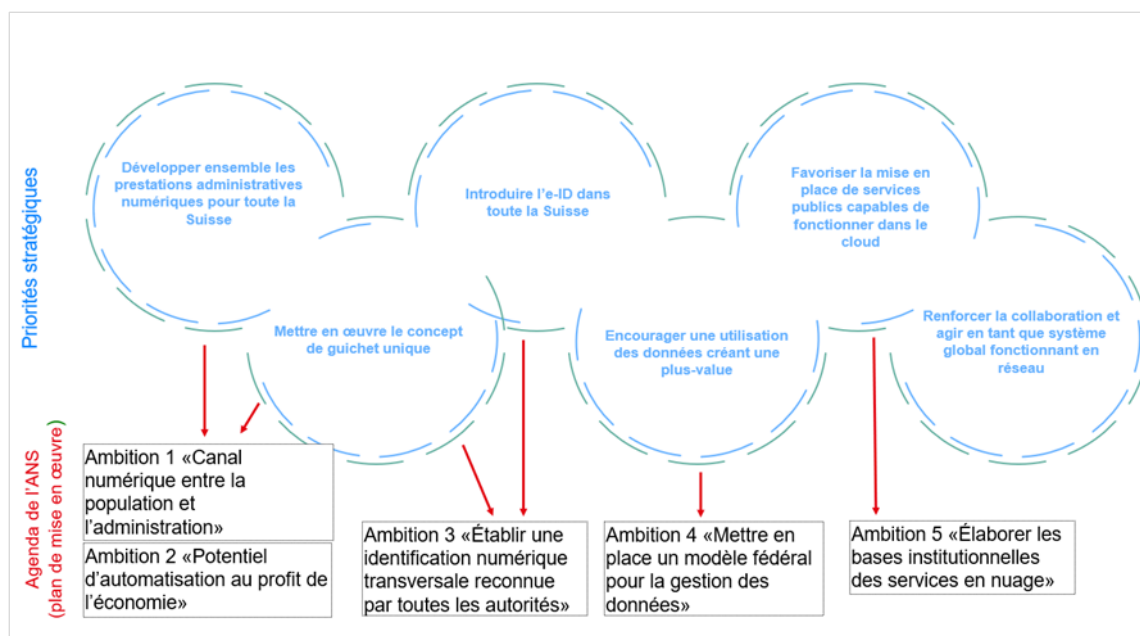 Priorités stratégiques
Développer ensemble les
prestations administratives
numériques pour toute la
Suisse
Mettre en œuvre le concept
de guichet unique
Introduire l'e-ID dans
toute la Suisse
Encourager une utilisation
des données créant une
plus-value
Favoriser la mise en
place de services
publics capables de
fonctionner dans le
cloud
Renforcer la collaboration et
agir en tant que système
global fonctionnant en
réseau
Agenda de l'ANS
(plan de mise en œuvre)
Ambition 1 «Canal
numérique entre la
population et
l'administration»
Ambition 2 «Potentiel
d'automatisation au profit de
l'économie»
Ambition 3 «Établir une
identification numérique
transversale reconnue
par toutes les autorités»
Ambition 4 «Mettre en
place un modèle fédéral
pour la gestion des
données»
Ambition 5 «Élaborer les
bases institutionnelles
des services en nuage»